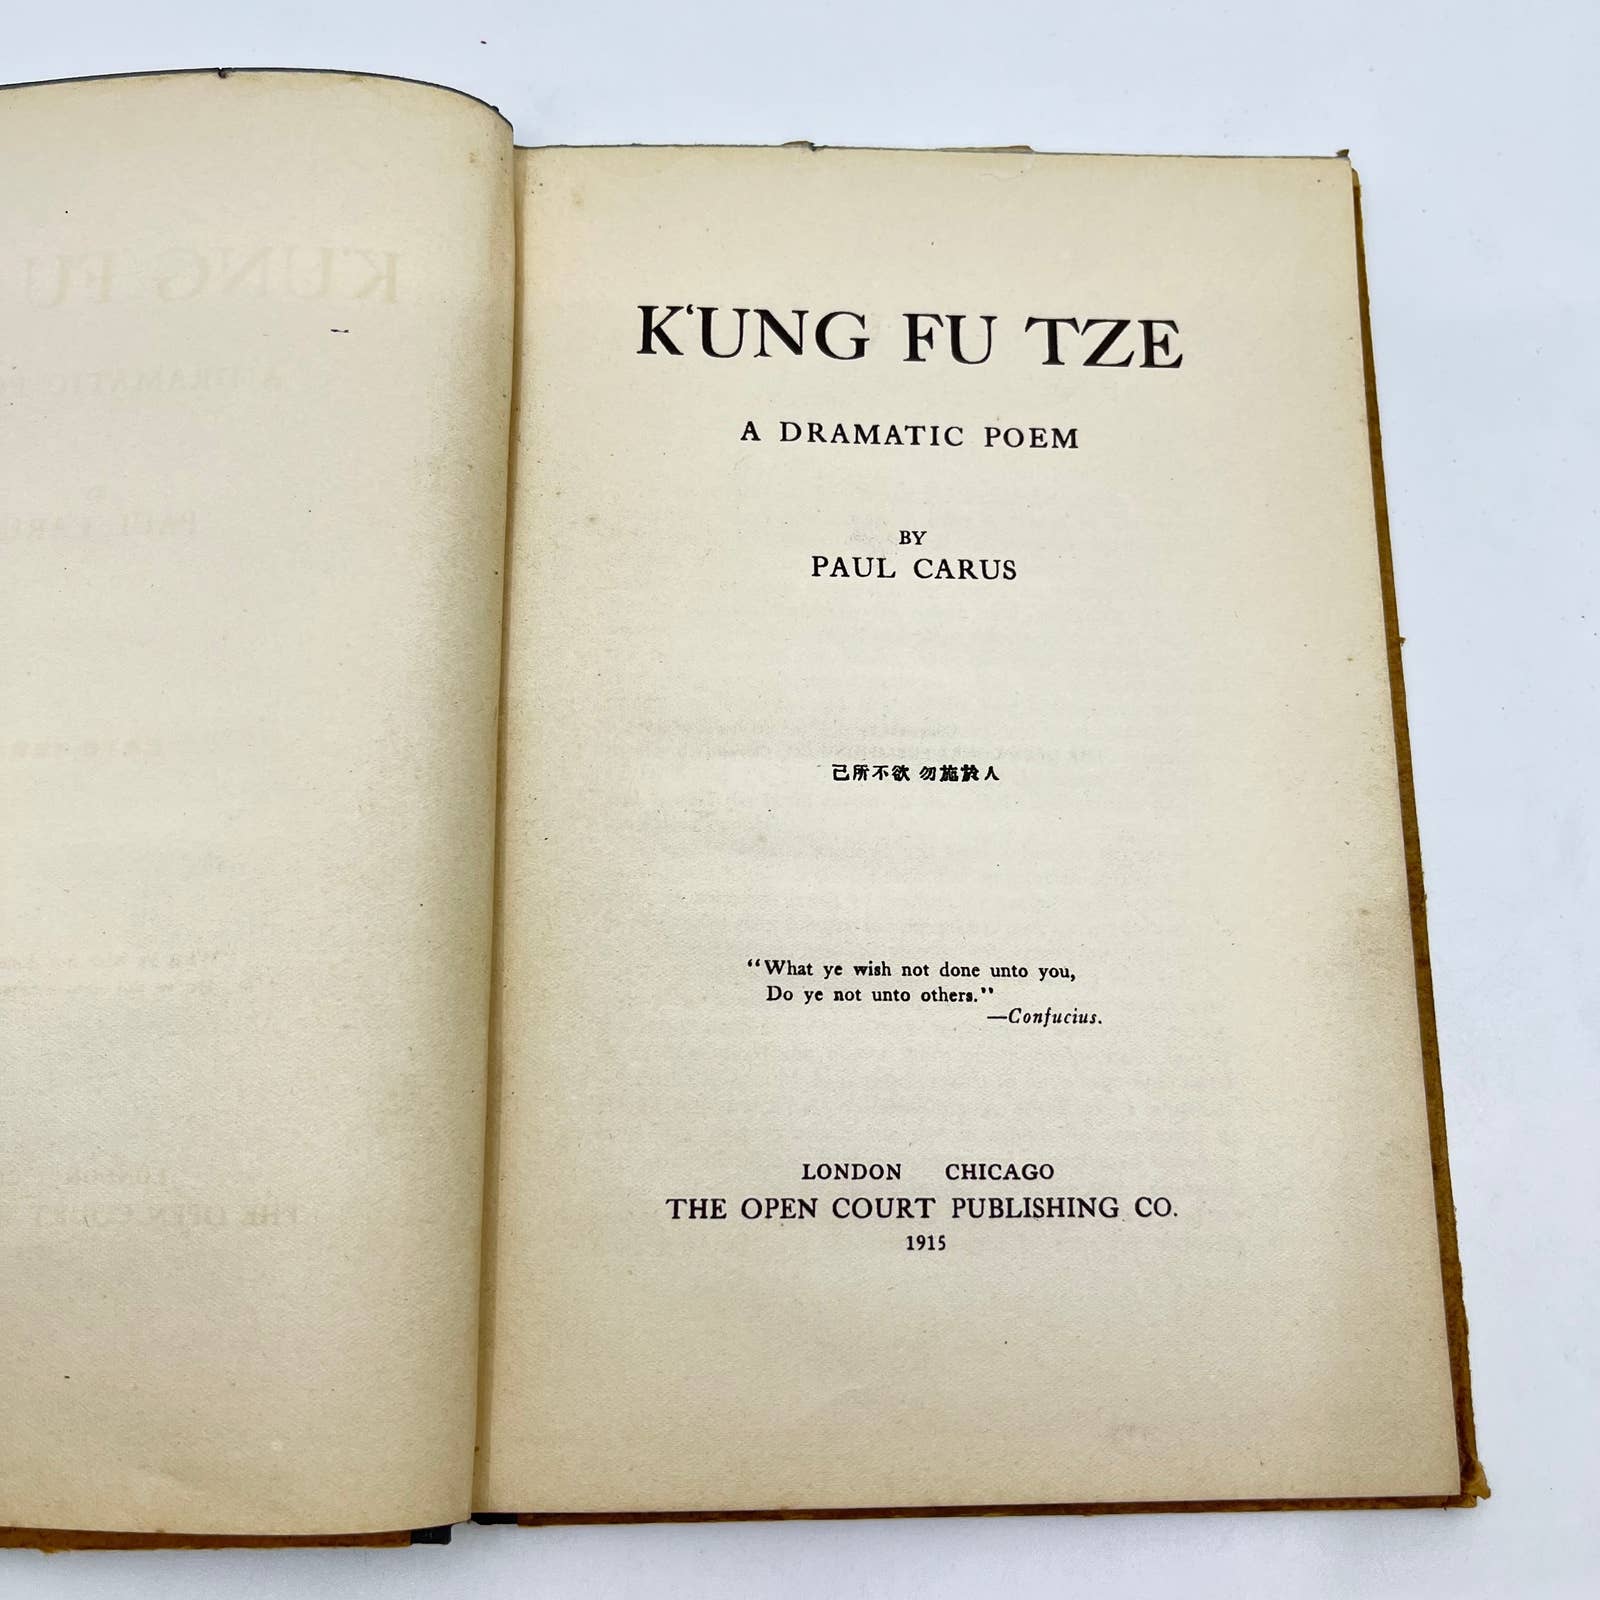 K‘UNG FU TZE
A DRAMATIC POEM
BY
PAUL CARUS
己所不欲 勿施於人
“What ye wish not done unto you,
Do ye not unto others.”
—Confucius.
LONDON CHICAGO
THE OPEN COURT PUBLISHING CO.
1915